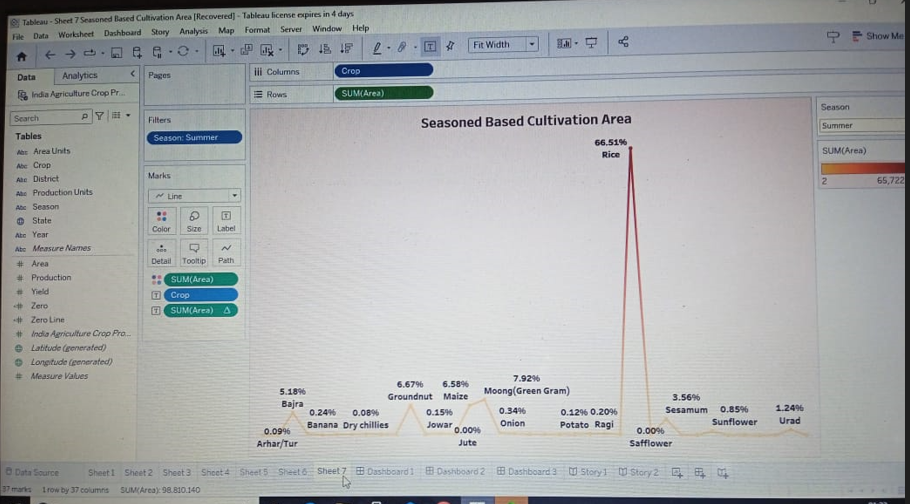 Tableau - Sheet 7 Seasoned Based Cultivation Area [Recovered] - Tableau license expires in 4 days
File Data Worksheet Dashboard Story Analysis Map Format Server Window Help
Fit Width
Show Me
Data Analytics
Pages
Columns Crop
India Agriculture Crop Pr...
Rows SUM(Area)
Search
Filters
Season: Summer
Tables
Abc Area Units
Abc Crop
Abc District
Abc Production Units
Abc Season
State
Abc Year
Abc Measure Names
# Area
# Production
# Yield
Zero
Zero Line
# India Agriculture Crop Pro...
Latitude (generated)
Longitude (generated)
# Measure Values
Marks
Line
Color Size Label
Detail Tooltip Path
SUM(Area)
Crop
SUM(Area) Δ
Seasoned Based Cultivation Area
66.51%
Rice
5.18%
Bajra
0.09%
Arhar/Tur
0.24%
Banana
0.08%
Dry chillies
6.67%
Groundnut
0.15%
Jowar
6.58%
Maize
0.00%
Jute
7.92%
Moong(Green Gram)
0.34%
Onion
0.12%
Potato
0.20%
Ragi
0.00%
Safflower
3.56%
Sesamum
0.85%
Sunflower
1.24%
Urad
Season
Summer
SUM(Area)
2 65,722
Data Source Sheet 1 Sheet 2 Sheet 3 Sheet 4 Sheet 5 Sheet 6 Sheet 7 Dashboard 1 Dashboard 2 Dashboard 3 Story 1 Story 2
37 marks 1 row by 37 columns SUM(Area): 98,810,140